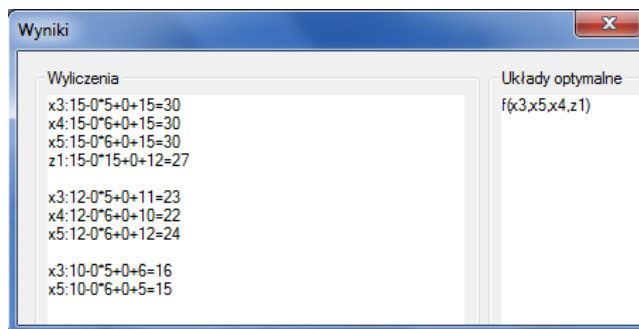 Wyniki
Wyliczenia
x3:15-0*5+0+15=30
x4:15-0*6+0+15=30
x5:15-0*6+0+15=30
z1:15-0*15+0+12=27
x3:12-0*5+0+11=23
x4:12-0*6+0+10=22
x5:12-0*6+0+12=24
x3:10-0*5+0+6=16
x5:10-0*6+0+5=15
Układy optymalne
f(x3,x5,x4,z1)